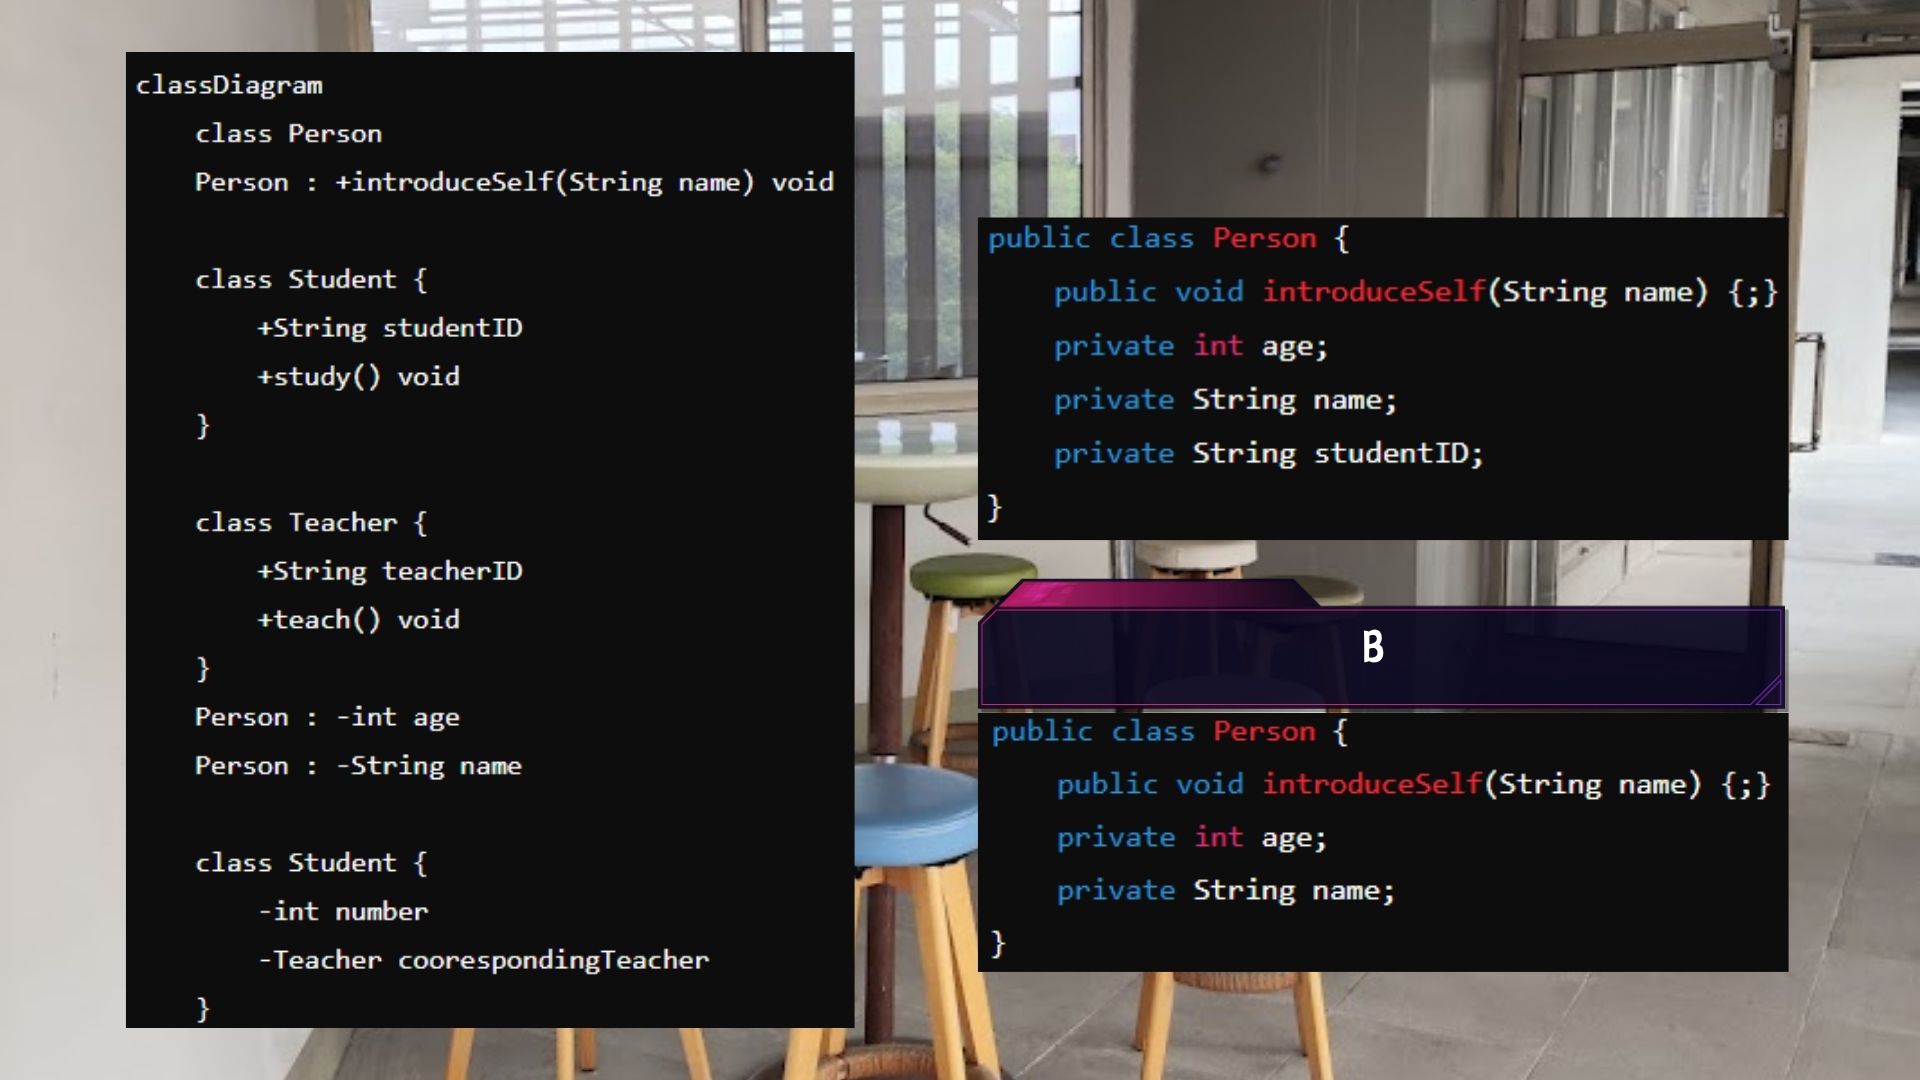 classDiagram
class Person
Person : +introduceSelf(String name) void
class Student {
+String studentID
+study() void
}
class Teacher {
+String teacherID
+teach() void
}
Person : -int age
Person : -String name
class Student {
-int number
-Teacher coorespondingTeacher
}
public class Person {
public void introduceSelf(String name) {;}
private int age;
private String name;
private String studentID;
}
B
public class Person {
public void introduceSelf(String name) {;}
private int age;
private String name;
}